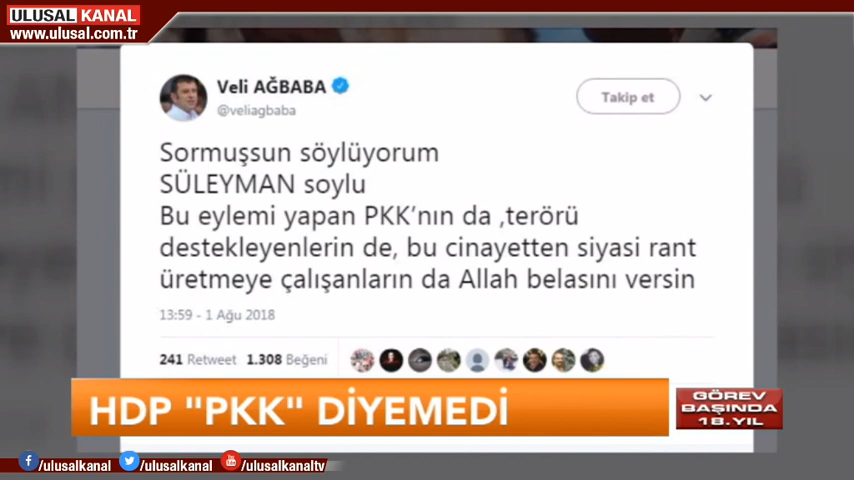 ULUSAL KANAL
www.ulusal.com.tr
Veli AĞBABA
@veliagbaba
Takip et
Sormuşsun söylüyorum
SÜLEYMAN soylu
Bu eylemi yapan PKK'nın da ,terörü
destekleyenlerin de, bu cinayetten siyasi rant
üretmeye çalışanların da Allah belasını versin
13:59 - 1 Ağu 2018
241 Retweet 1.308 Beğeni
HDP "PKK" DİYEMEDİ
GÖREV
BAŞINDA
18.YIL
/ulusalkanal /ulusalkanal /ulusalkanaltv